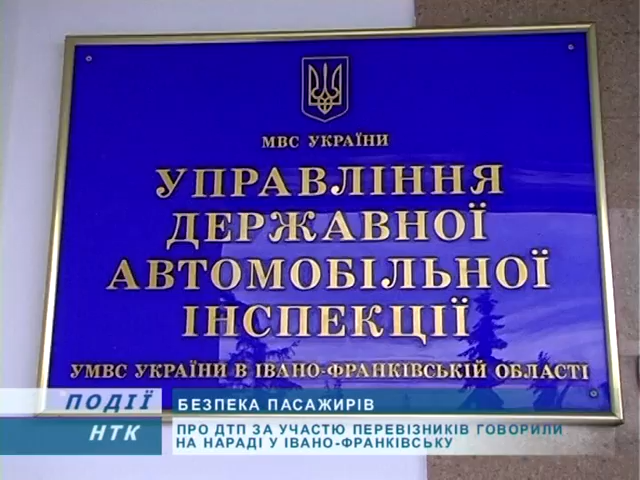 МВС УКРАЇНИ
УПРАВЛІННЯ
ДЕРЖАВНОЇ
АВТОМОБІЛЬНОЇ
ІНСПЕКЦІЇ
УМВС УКРАЇНИ В ІВАНО-ФРАНКІВСЬКІЙ ОБЛАСТІ
ПОДІЇ
НТК
БЕЗПЕКА ПАСАЖИРІВ
ПРО ДТП ЗА УЧАСТЮ ПЕРЕВІЗНИКІВ ГОВОРИЛИ
НА НАРАДІ У ІВАНО-ФРАНКІВСЬКУ